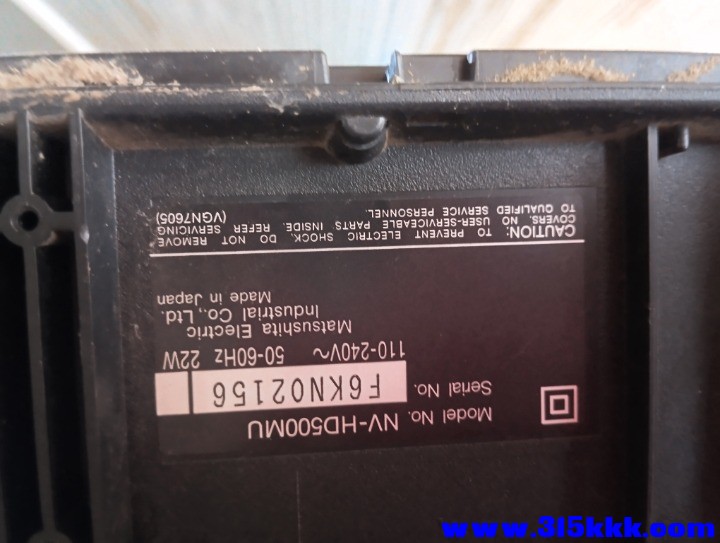 Model No. NV-HD500MU
Serial No. F6KN02156
110-240V~ 50-60Hz 22W
Matsushita Electric
Industrial Co., Ltd.
Made in Japan
CAUTION: TO PREVENT ELECTRIC SHOCK, DO NOT REMOVE
COVERS. NO USER-SERVICEABLE PARTS INSIDE. REFER SERVICING
TO QUALIFIED SERVICE PERSONNEL. (VGN7605)
www.315kkk.com